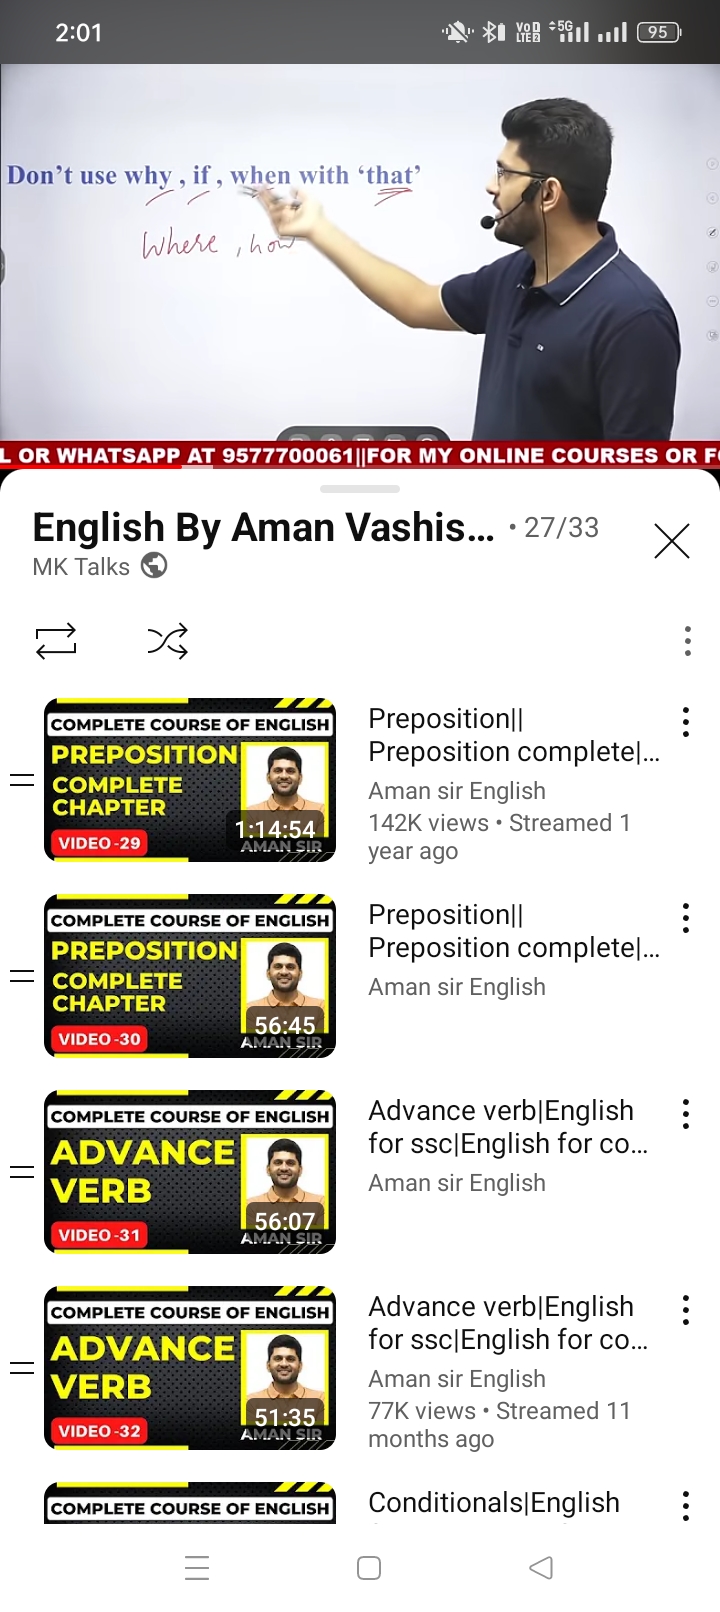 2:01
VoD
LTE2
5G
95
Don't use why , if , when with 'that'
Where , how
L OR WHATSAPP AT 9577700061||FOR MY ONLINE COURSES OR F
English By Aman Vashis... • 27/33
MK Talks
COMPLETE COURSE OF ENGLISH
PREPOSITION
COMPLETE
CHAPTER
VIDEO -29
1:14:54
AMAN SIR
Preposition||
Preposition complete|...
Aman sir English
142K views • Streamed 1
year ago
COMPLETE COURSE OF ENGLISH
PREPOSITION
COMPLETE
CHAPTER
VIDEO -30
56:45
AMAN SIR
Preposition||
Preposition complete|...
Aman sir English
COMPLETE COURSE OF ENGLISH
ADVANCE
VERB
VIDEO -31
56:07
AMAN SIR
Advance verb|English
for ssc|English for co...
Aman sir English
COMPLETE COURSE OF ENGLISH
ADVANCE
VERB
VIDEO -32
51:35
AMAN SIR
Advance verb|English
for ssc|English for co...
Aman sir English
77K views • Streamed 11
months ago
COMPLETE COURSE OF ENGLISH
Conditionals|English